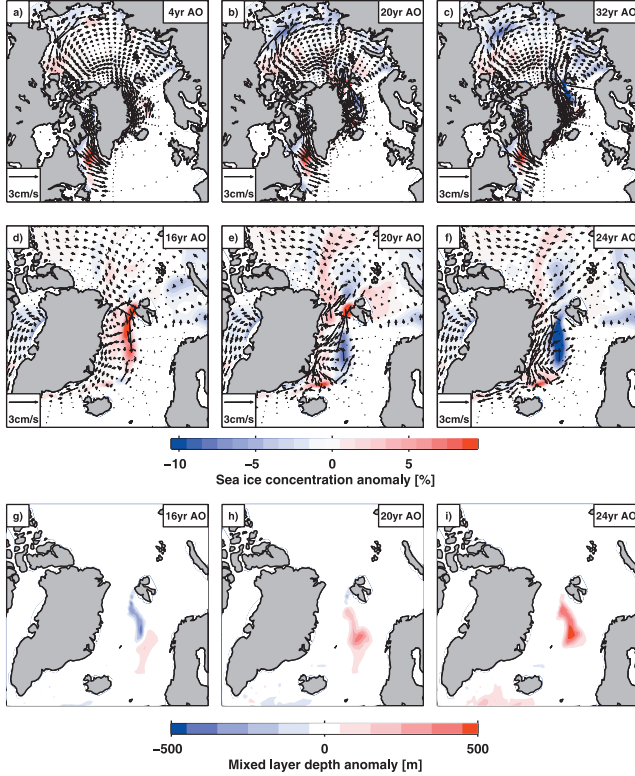 a) 4yr AO b) 20yr AO c) 32yr AO
3cm/s 3cm/s 3cm/s
d) 16yr AO e) 20yr AO f) 24yr AO
3cm/s 3cm/s 3cm/s
−10 −5 0 5
Sea ice concentration anomaly [%]
g) 16yr AO h) 20yr AO i) 24yr AO
−500 0 500
Mixed layer depth anomaly [m]